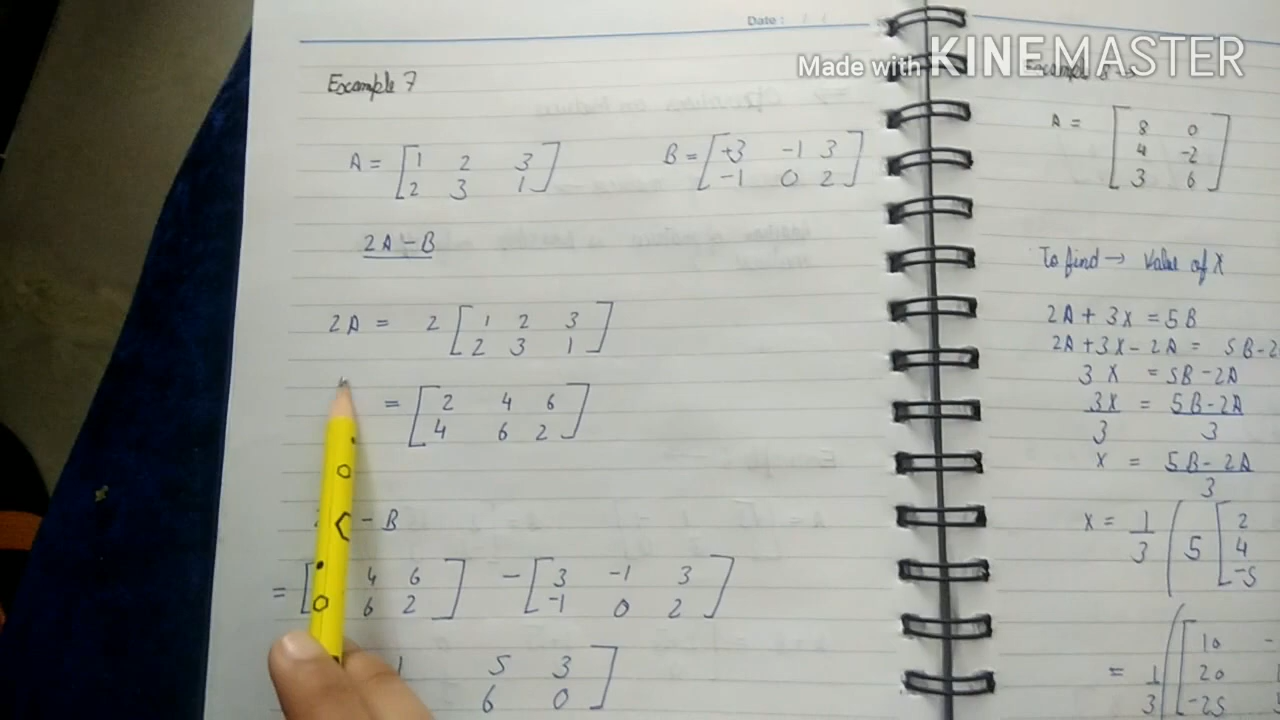 Date :
Made with KINEMASTER
Example 7
A = [1 2 3
2 3 1]
B = [+3 -1 3
-1 0 2]
2A - B
2A = 2 [1 2 3
2 3 1]
= [2 4 6
4 6 2]
- B
= [ 4 6
6 2] - [3 -1 3
-1 0 2]
1 5 3
6 0]
A = [8 0
4 -2
3 6]
To find → Value of X
2A + 3X = 5B
2A + 3X - 2A = 5B - 2
3X = 5B - 2A
3X = 5B - 2A
3 3
X = 5B - 2A
3
X = 1 ( 5 [2
3 4
-5
= 1 ( [10 -
3 20
-25